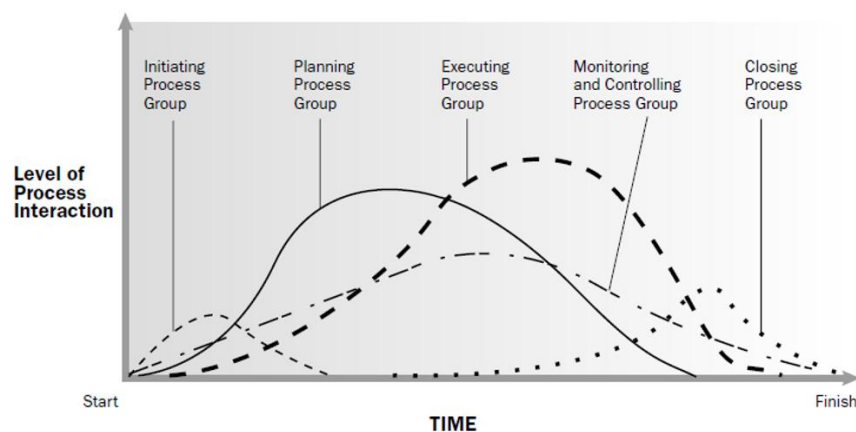 Initiating
Process
Group
Planning
Process
Group
Executing
Process
Group
Monitoring
and Controlling
Process Group
Closing
Process
Group
Level of
Process
Interaction
Start
Finish
TIME